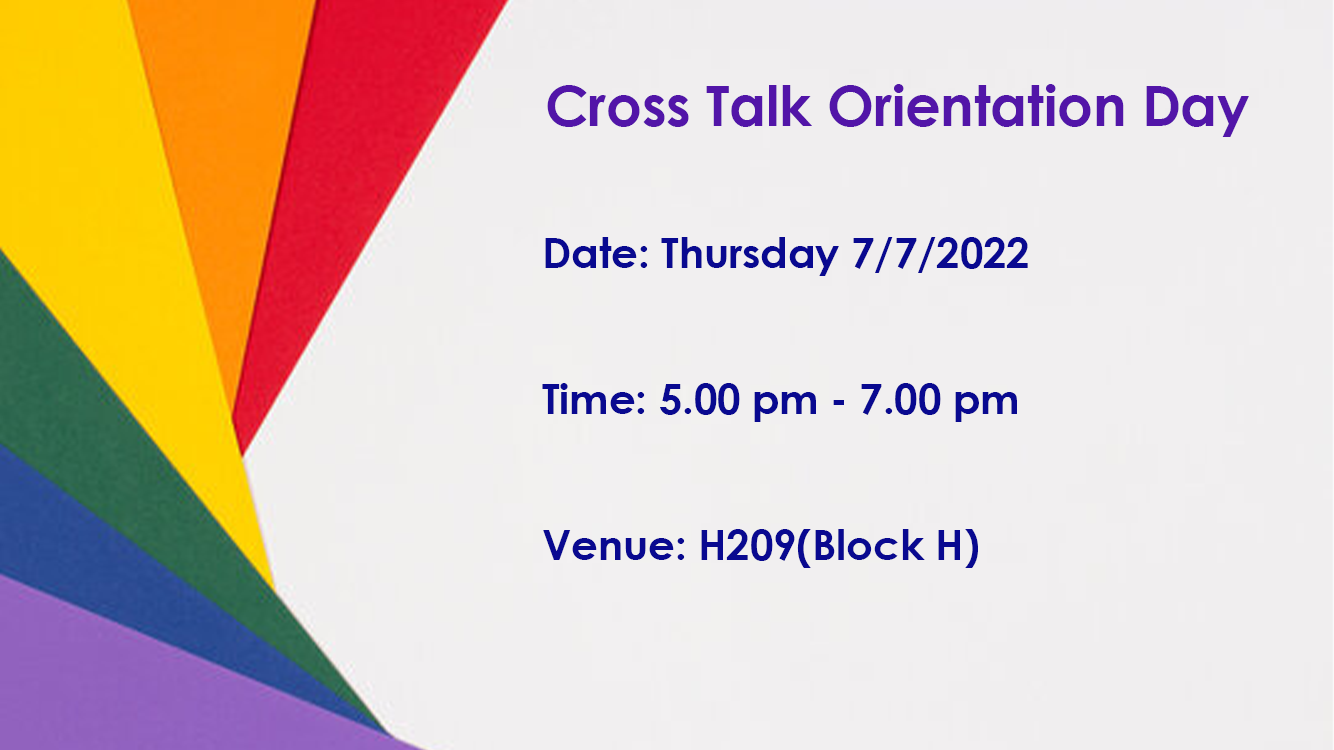 Cross Talk Orientation Day
Date: Thursday 7/7/2022
Time: 5.00 pm - 7.00 pm
Venue: H209(Block H)